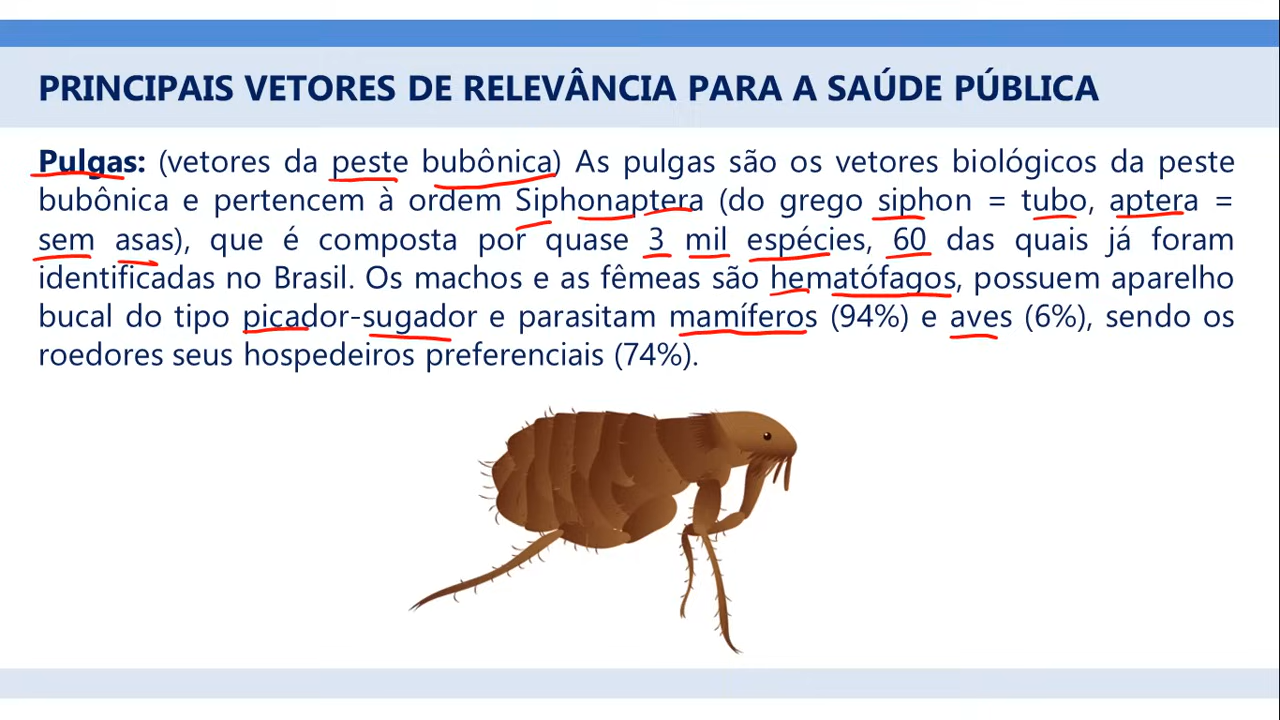 PRINCIPAIS VETORES DE RELEVÂNCIA PARA A SAÚDE PÚBLICA
Pulgas: (vetores da peste bubônica) As pulgas são os vetores biológicos da peste
bubônica e pertencem à ordem Siphonaptera (do grego siphon = tubo, aptera =
sem asas), que é composta por quase 3 mil espécies, 60 das quais já foram
identificadas no Brasil. Os machos e as fêmeas são hematófagos, possuem aparelho
bucal do tipo picador-sugador e parasitam mamíferos (94%) e aves (6%), sendo os
roedores seus hospedeiros preferenciais (74%).